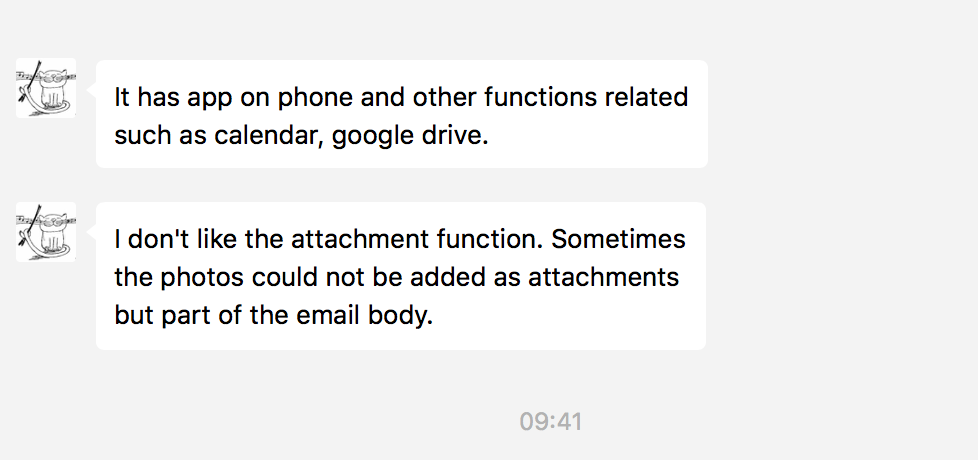 It has app on phone and other functions related
such as calendar, google drive.
I don't like the attachment function. Sometimes
the photos could not be added as attachments
but part of the email body.
09:41